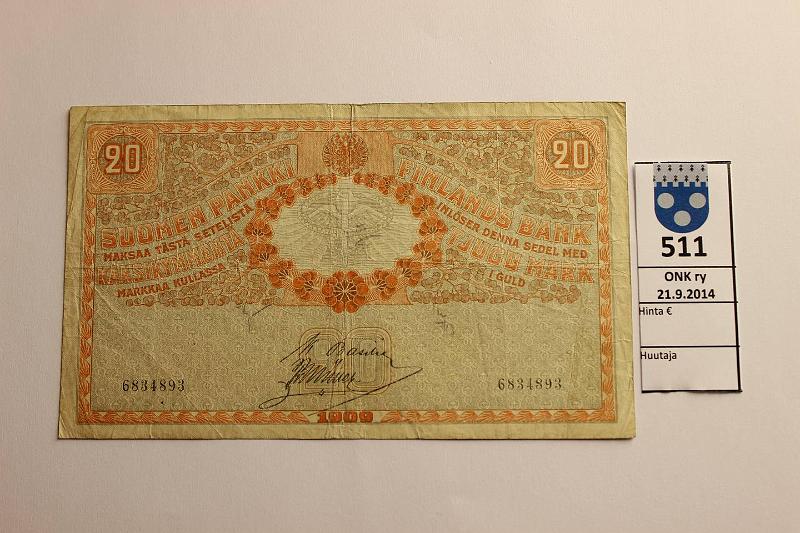 20
20
SUOMEN PANKKI
MAKSAA TÄSTÄ SETELISTÄ
KAKSIKYMMENTÄ
MARKKAA KULLASSA
FINLANDS BANK
INLÖSER DENNA SEDEL MED
TJUGU MARK
I GULD
6834893
6834893
1909
511
ONK ry
21.9.2014
Hinta €
Huutaja